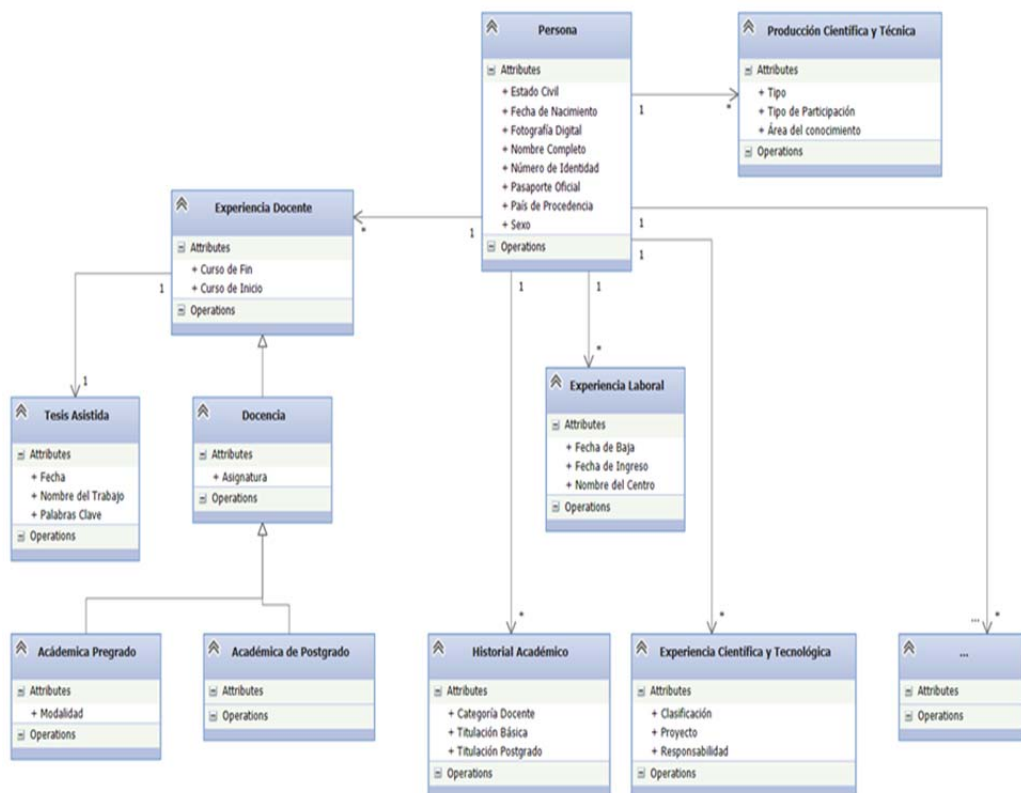 Persona
Attributes
+ Estado Civil
+ Fecha de Nacimiento
+ Fotografía Digital
+ Nombre Completo
+ Número de Identidad
+ Pasaporte Oficial
+ País de Procedencia
+ Sexo
Operations
Producción Científica y Técnica
Attributes
+ Tipo
+ Tipo de Participación
+ Área del conocimiento
Operations
1
*
Experiencia Docente
Attributes
+ Curso de Fin
+ Curso de Inicio
Operations
*
1
1
1
1
1
1
1
*
Tesis Asistida
Attributes
+ Fecha
+ Nombre del Trabajo
+ Palabras Clave
Operations
Docencia
Attributes
+ Asignatura
Operations
Experiencia Laboral
Attributes
+ Fecha de Baja
+ Fecha de Ingreso
+ Nombre del Centro
Operations
*
*
... *
Acádemica Pregrado
Attributes
+ Modalidad
Operations
Académica de Postgrado
Attributes
Operations
Historial Académico
Attributes
+ Categoría Docente
+ Titulación Básica
+ Titulación Postgrado
Operations
Experiencia Científica y Tecnológica
Attributes
+ Clasificación
+ Proyecto
+ Responsabilidad
Operations
...
Attributes
Operations